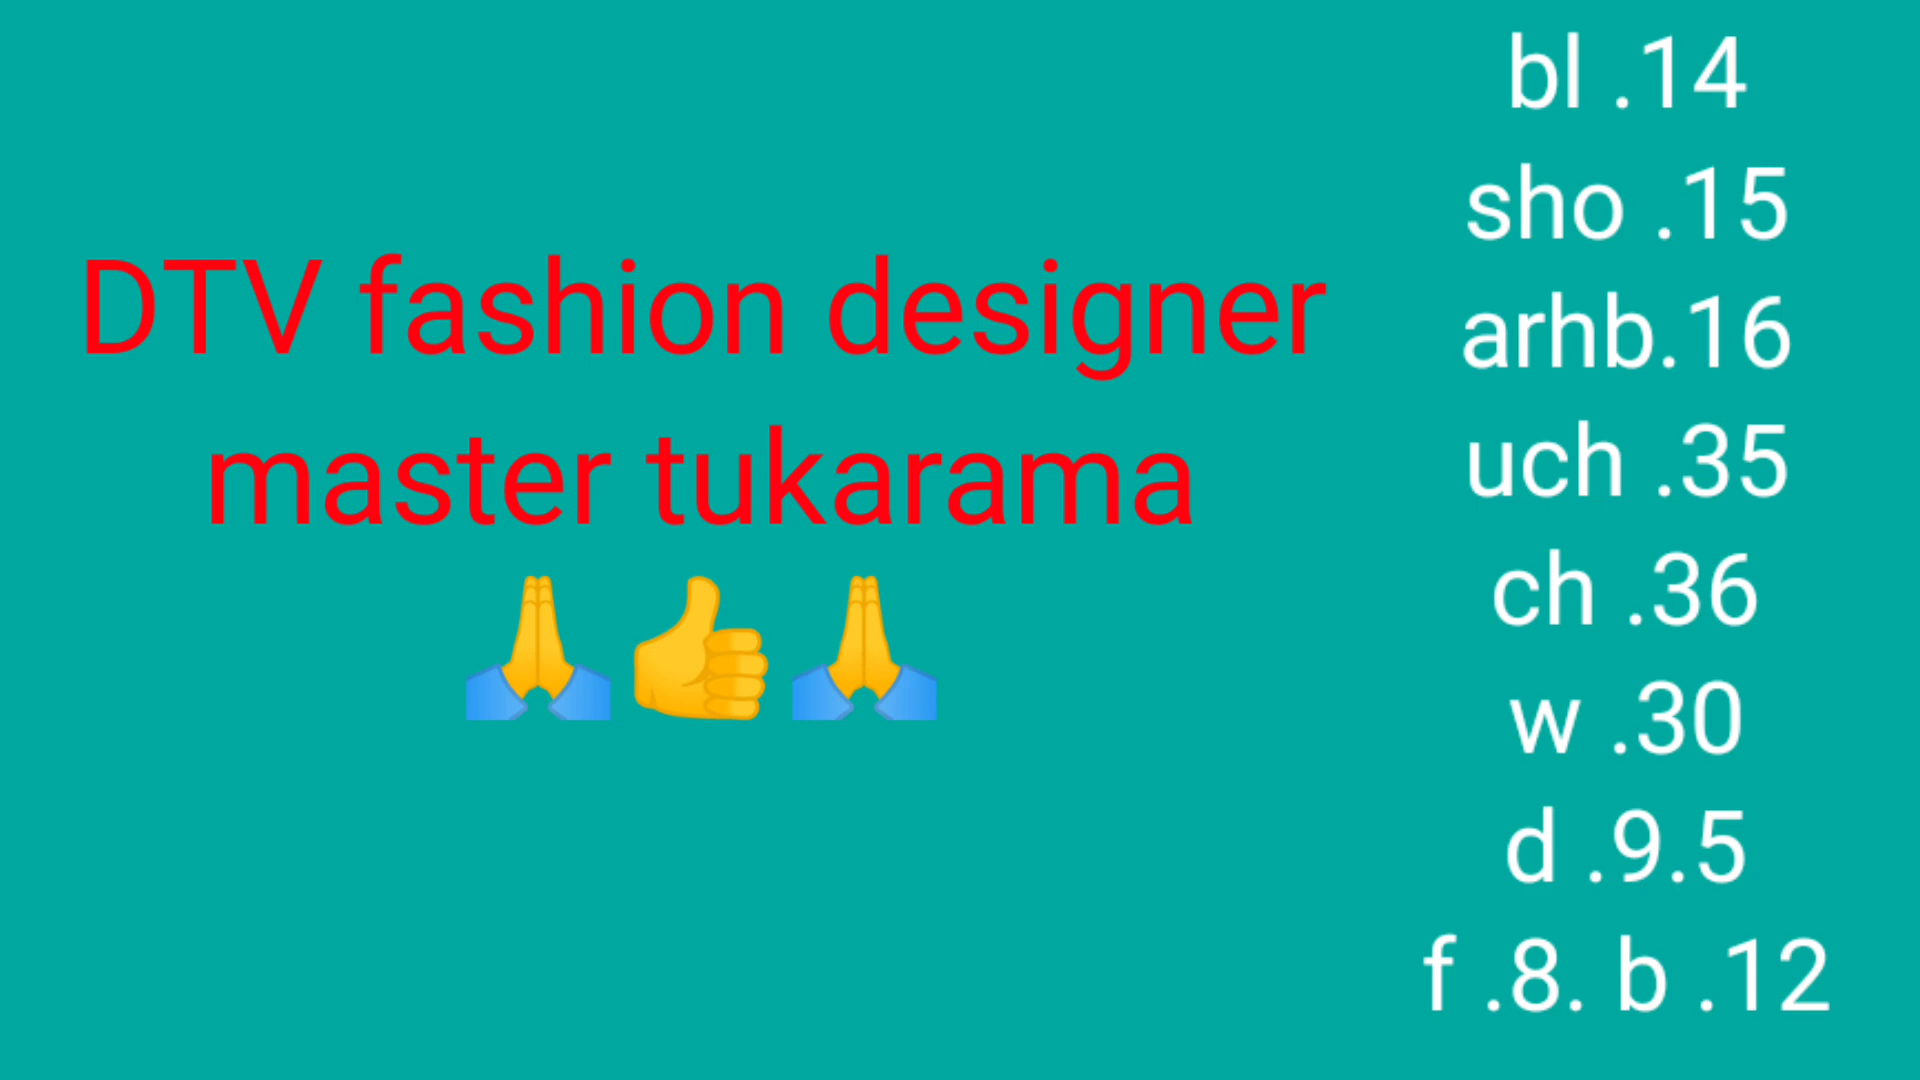 DTV fashion designer
master tukarama
🙏👍🙏
bl .14
sho .15
arhb.16
uch .35
ch .36
w .30
d .9.5
f .8. b .12